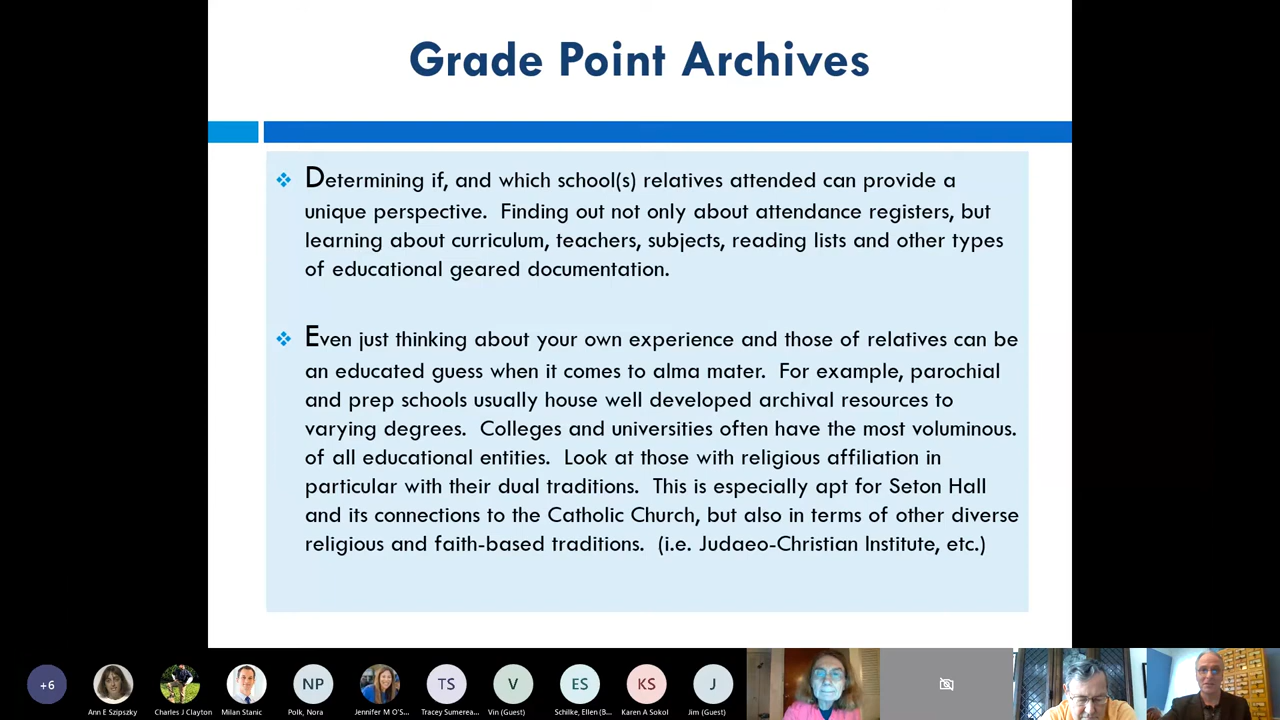 Grade Point Archives
Determining if, and which school(s) relatives attended can provide a
unique perspective. Finding out not only about attendance registers, but
learning about curriculum, teachers, subjects, reading lists and other types
of educational geared documentation.
Even just thinking about your own experience and those of relatives can be
an educated guess when it comes to alma mater. For example, parochial
and prep schools usually house well developed archival resources to
varying degrees. Colleges and universities often have the most voluminous.
of all educational entities. Look at those with religious affiliation in
particular with their dual traditions. This is especially apt for Seton Hall
and its connections to the Catholic Church, but also in terms of other diverse
religious and faith-based traditions. (i.e. Judaeo-Christian Institute, etc.)
+6 NP TS V ES KS J
Ann E Szipszky Charles J Clayton Milan Stanic Polk, Nora Jennifer M O'S... Tracey Sumerea... Vin (Guest) Schilke, Ellen (B... Karen A Sokol Jim (Guest)